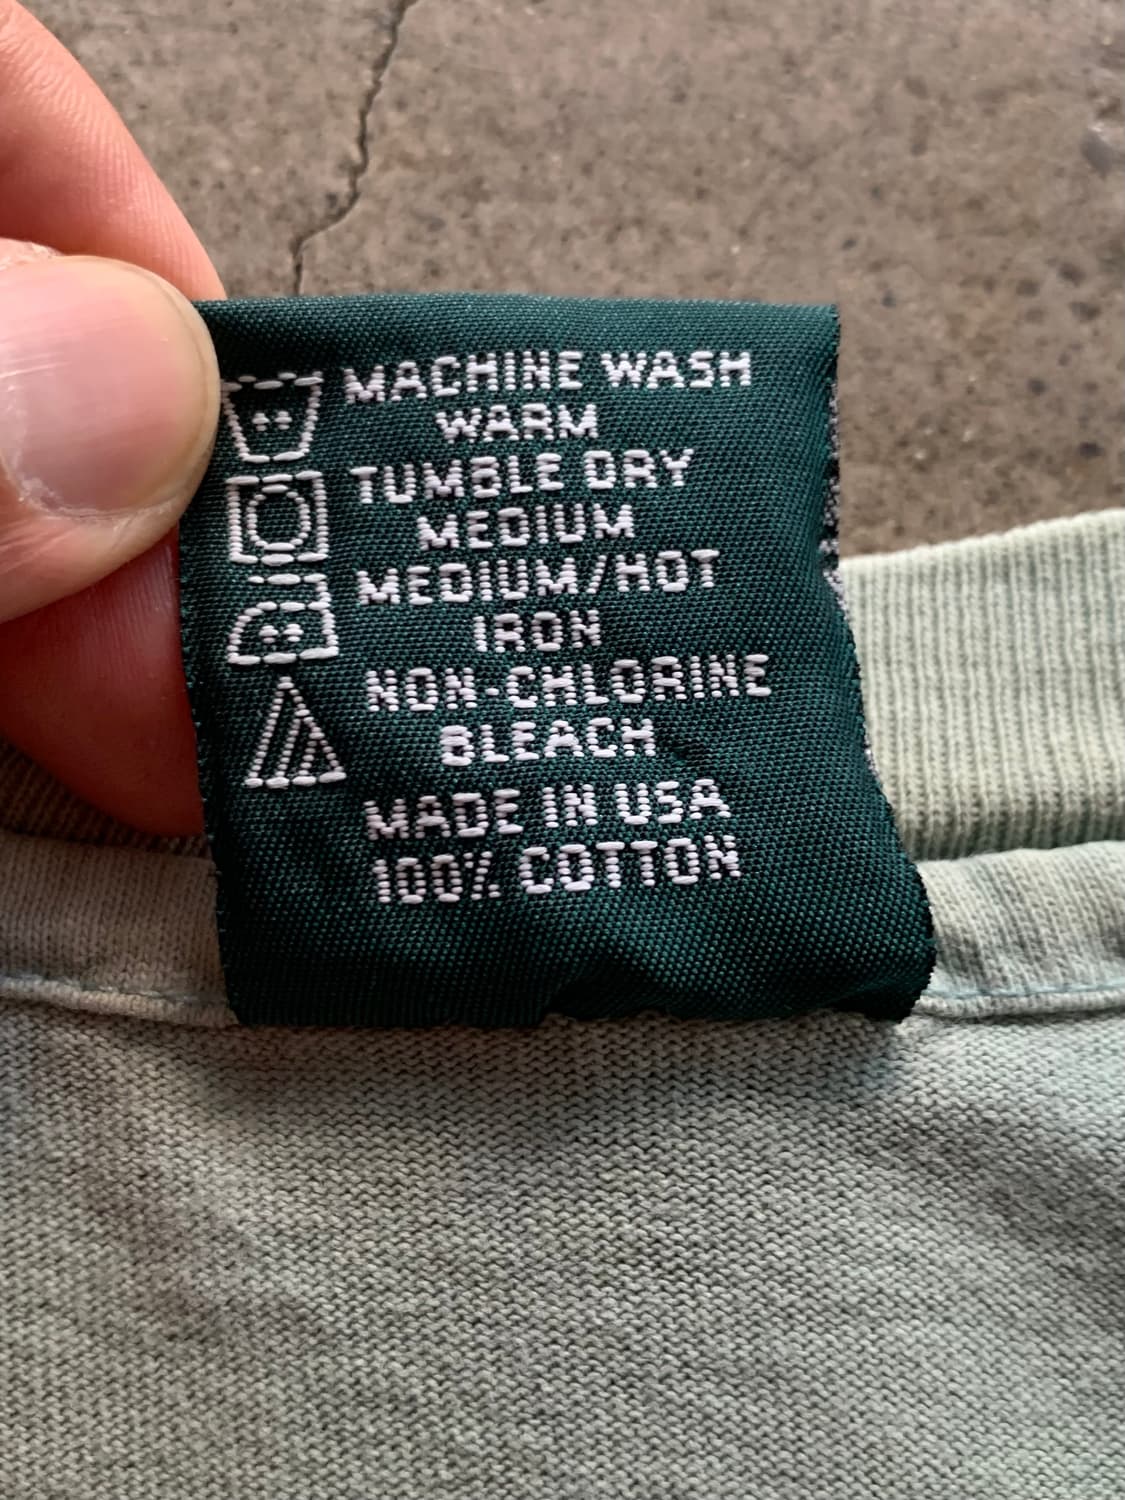 MACHINE WASH
WARM
TUMBLE DRY
MEDIUM
MEDIUM/HOT
IRON
NON-CHLORINE
BLEACH
MADE IN USA
100% COTTON